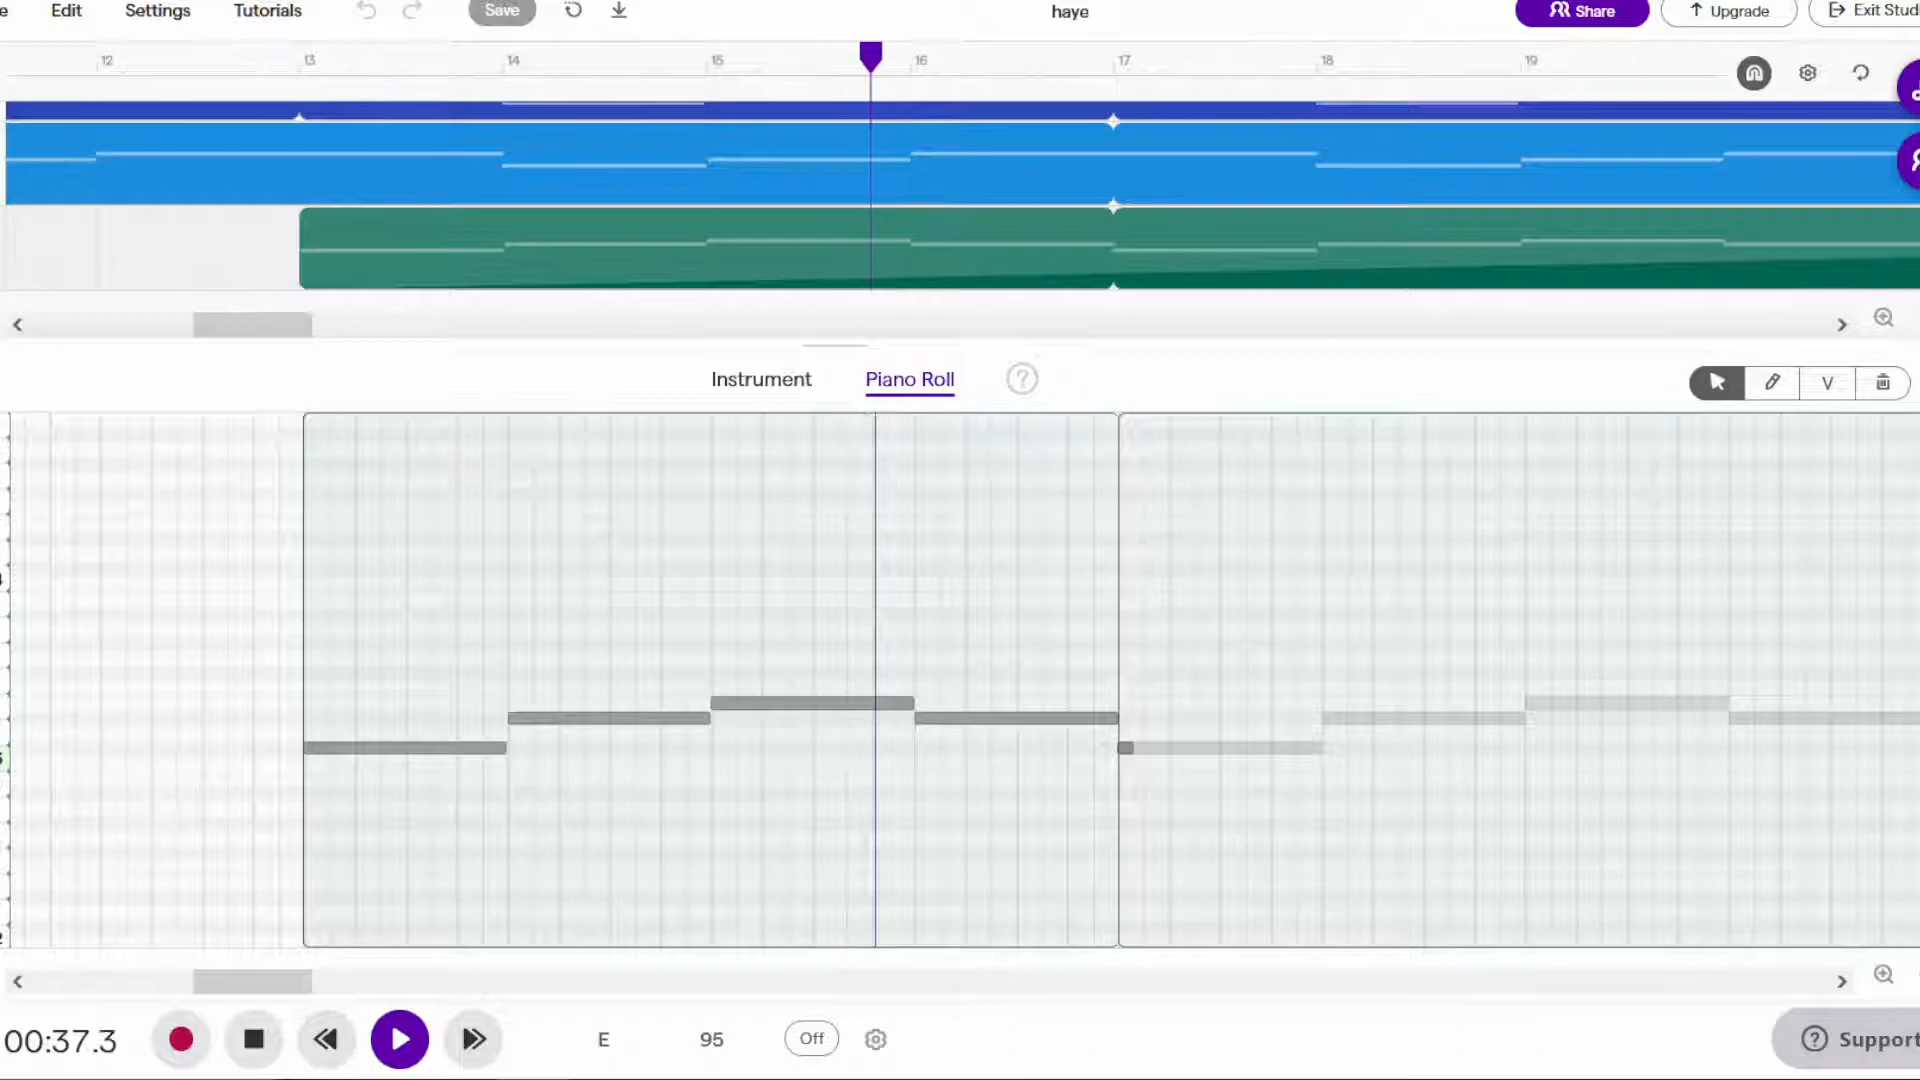 Edit Settings Tutorials Save haye Share Upgrade Exit Studi
12 13 14 15 16 17 18 19
Instrument Piano Roll ?
V
00:37.3 E 95 Off ? Support